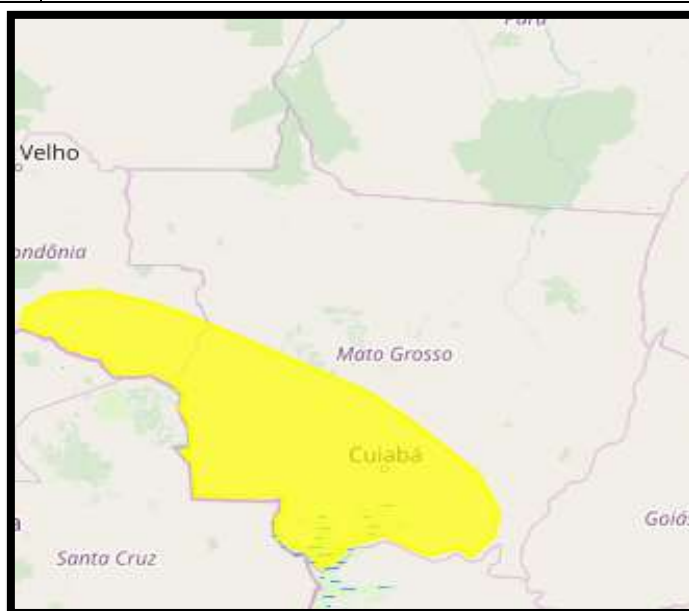 Pará
Velho
ondônia
Mato Grosso
Cuiabá
Goiás
a
Santa Cruz